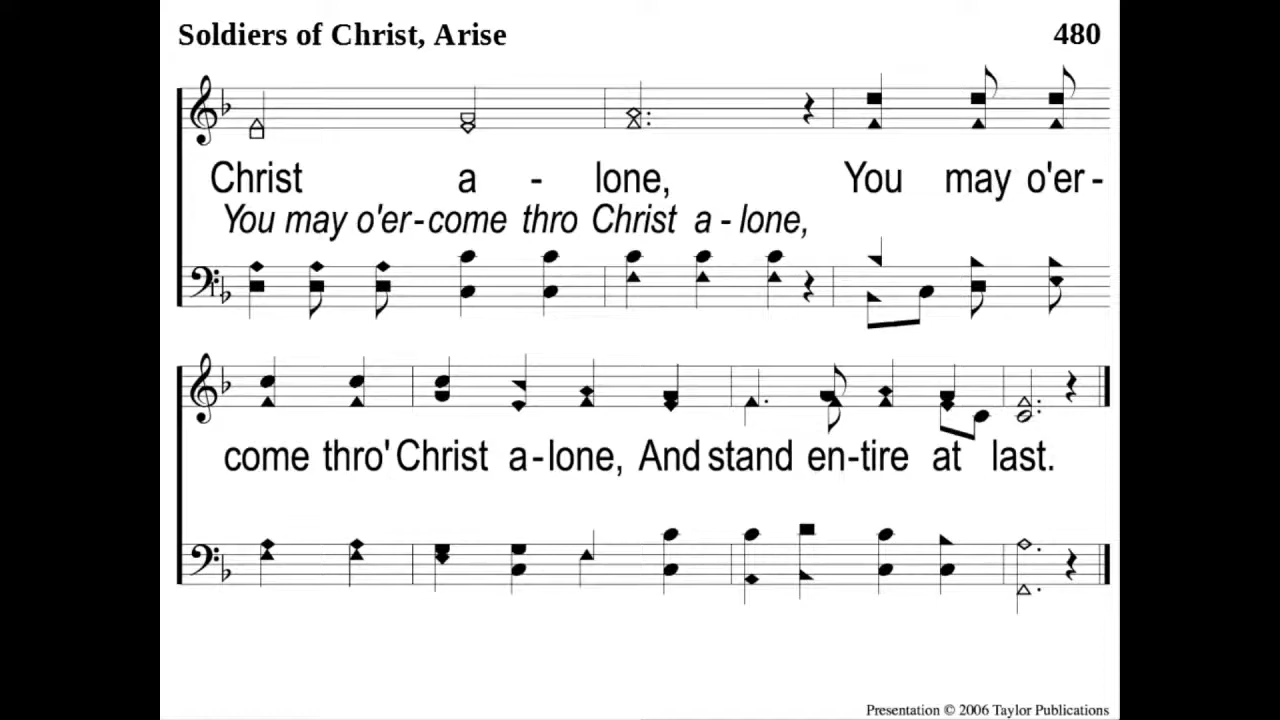 Soldiers of Christ, Arise 480
Christ a - lone, You may o'er-
You may o'er-come thro Christ a - lone,
come thro' Christ a-lone, And stand en-tire at last.
Presentation © 2006 Taylor Publications